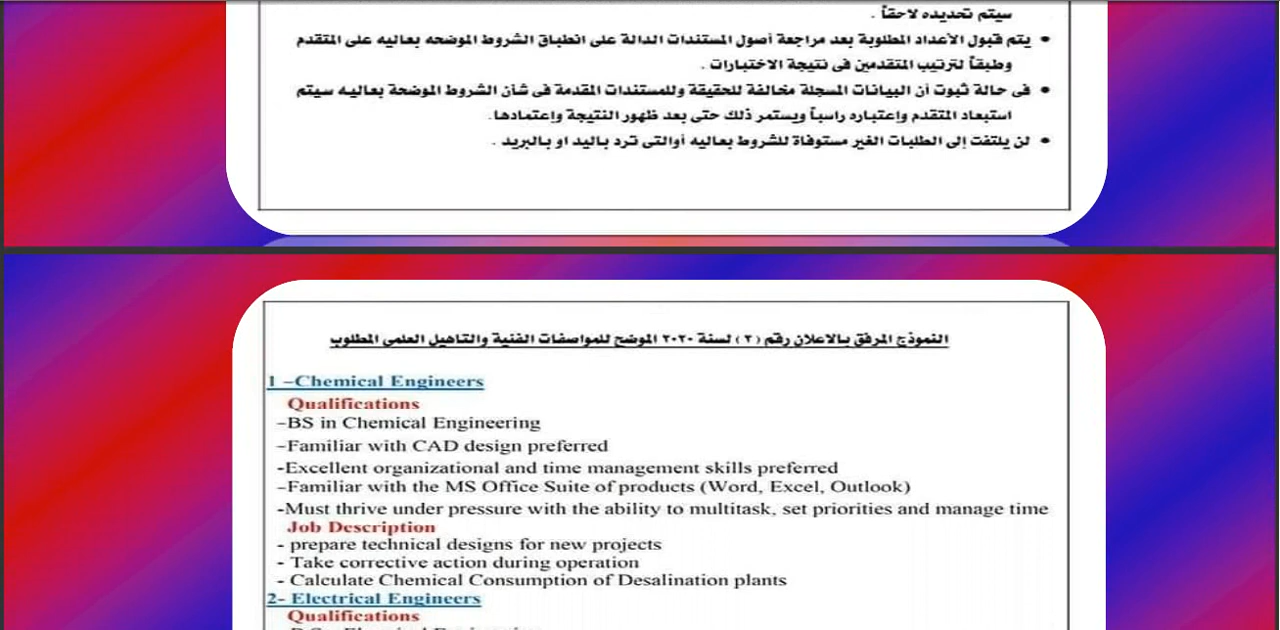 سيتم تحديده لاحقاً .
• يتم قبول الأعداد المطلوبة بعد مراجعة أصول المستندات الدالة على انطباق الشروط الموضحه بعاليه على المتقدم
وطبقاً لترتيب المتقدمين فى نتيجة الاختبارات .
• فى حالة ثبوت أن البيانات المسجلة مخالفة للحقيقة وللمستندات المقدمة فى شأن الشروط الموضحة بعاليه سيتم
استبعاد المتقدم وإعتباره راسباً ويستمر ذلك حتى بعد ظهور النتيجة وإعتمادها.
• لن يلتفت إلى الطلبات الغير مستوفاة للشروط بعاليه أوالتى ترد باليد او بالبريد .
النموذج المرفق بالاعلان رقم (٢) لسنة ٢٠٢٠ الموضح للمواصفات الفنية والتاهيل العلمى المطلوب
1 –Chemical Engineers
Qualifications
-BS in Chemical Engineering
-Familiar with CAD design preferred
-Excellent organizational and time management skills preferred
-Familiar with the MS Office Suite of products (Word, Excel, Outlook)
-Must thrive under pressure with the ability to multitask, set priorities and manage time
Job Description
- prepare technical designs for new projects
- Take corrective action during operation
- Calculate Chemical Consumption of Desalination plants
2- Electrical Engineers
Qualifications